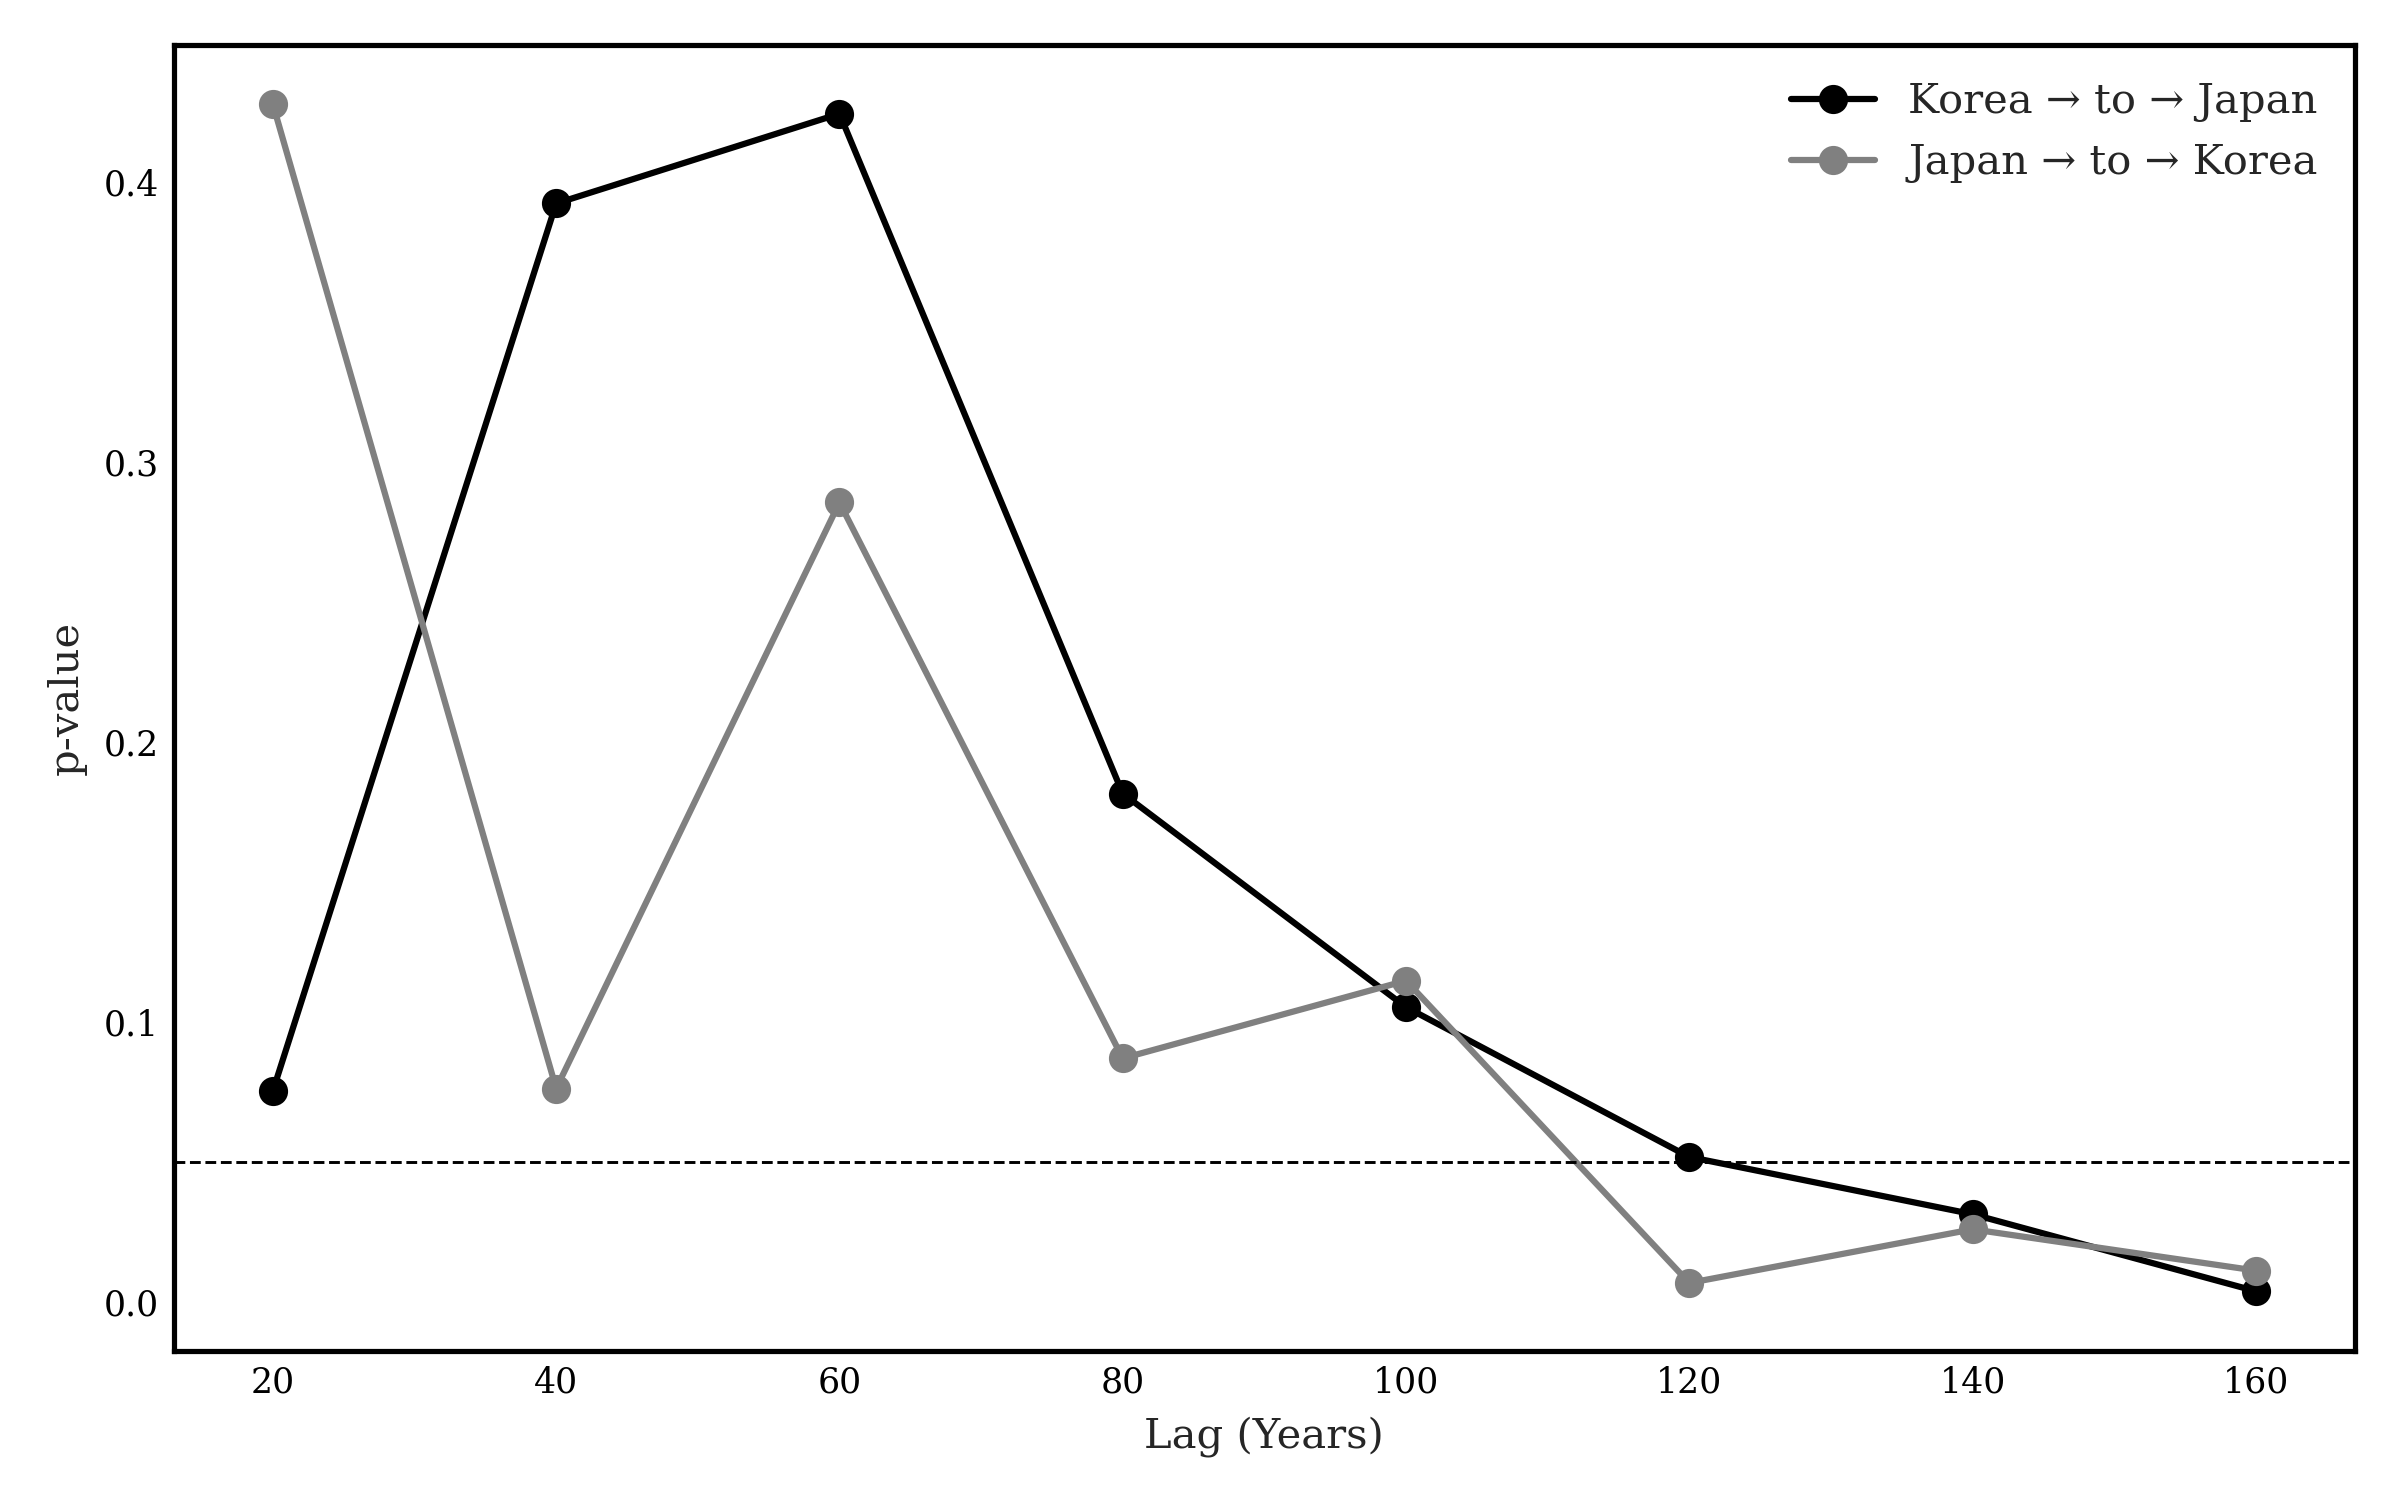 Korea → to → Japan
Japan → to → Korea
0.4
0.3
0.2
0.1
0.0
p-value
20 40 60 80 100 120 140 160
Lag (Years)